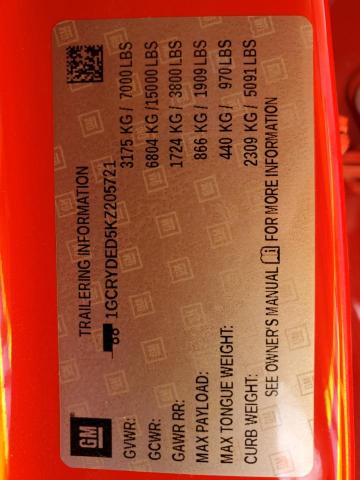 GM
TRAILERING INFORMATION
1GCRYDED5KZ205721
GVWR: 3175 KG / 7000 LBS
GCWR: 6804 KG /15000 LBS
GAWR RR: 1724 KG / 3800 LBS
MAX PAYLOAD: 866 KG / 1909 LBS
MAX TONGUE WEIGHT: 440 KG / 970 LBS
CURB WEIGHT: 2309 KG / 5091 LBS
SEE OWNER'S MANUAL FOR MORE INFORMATION